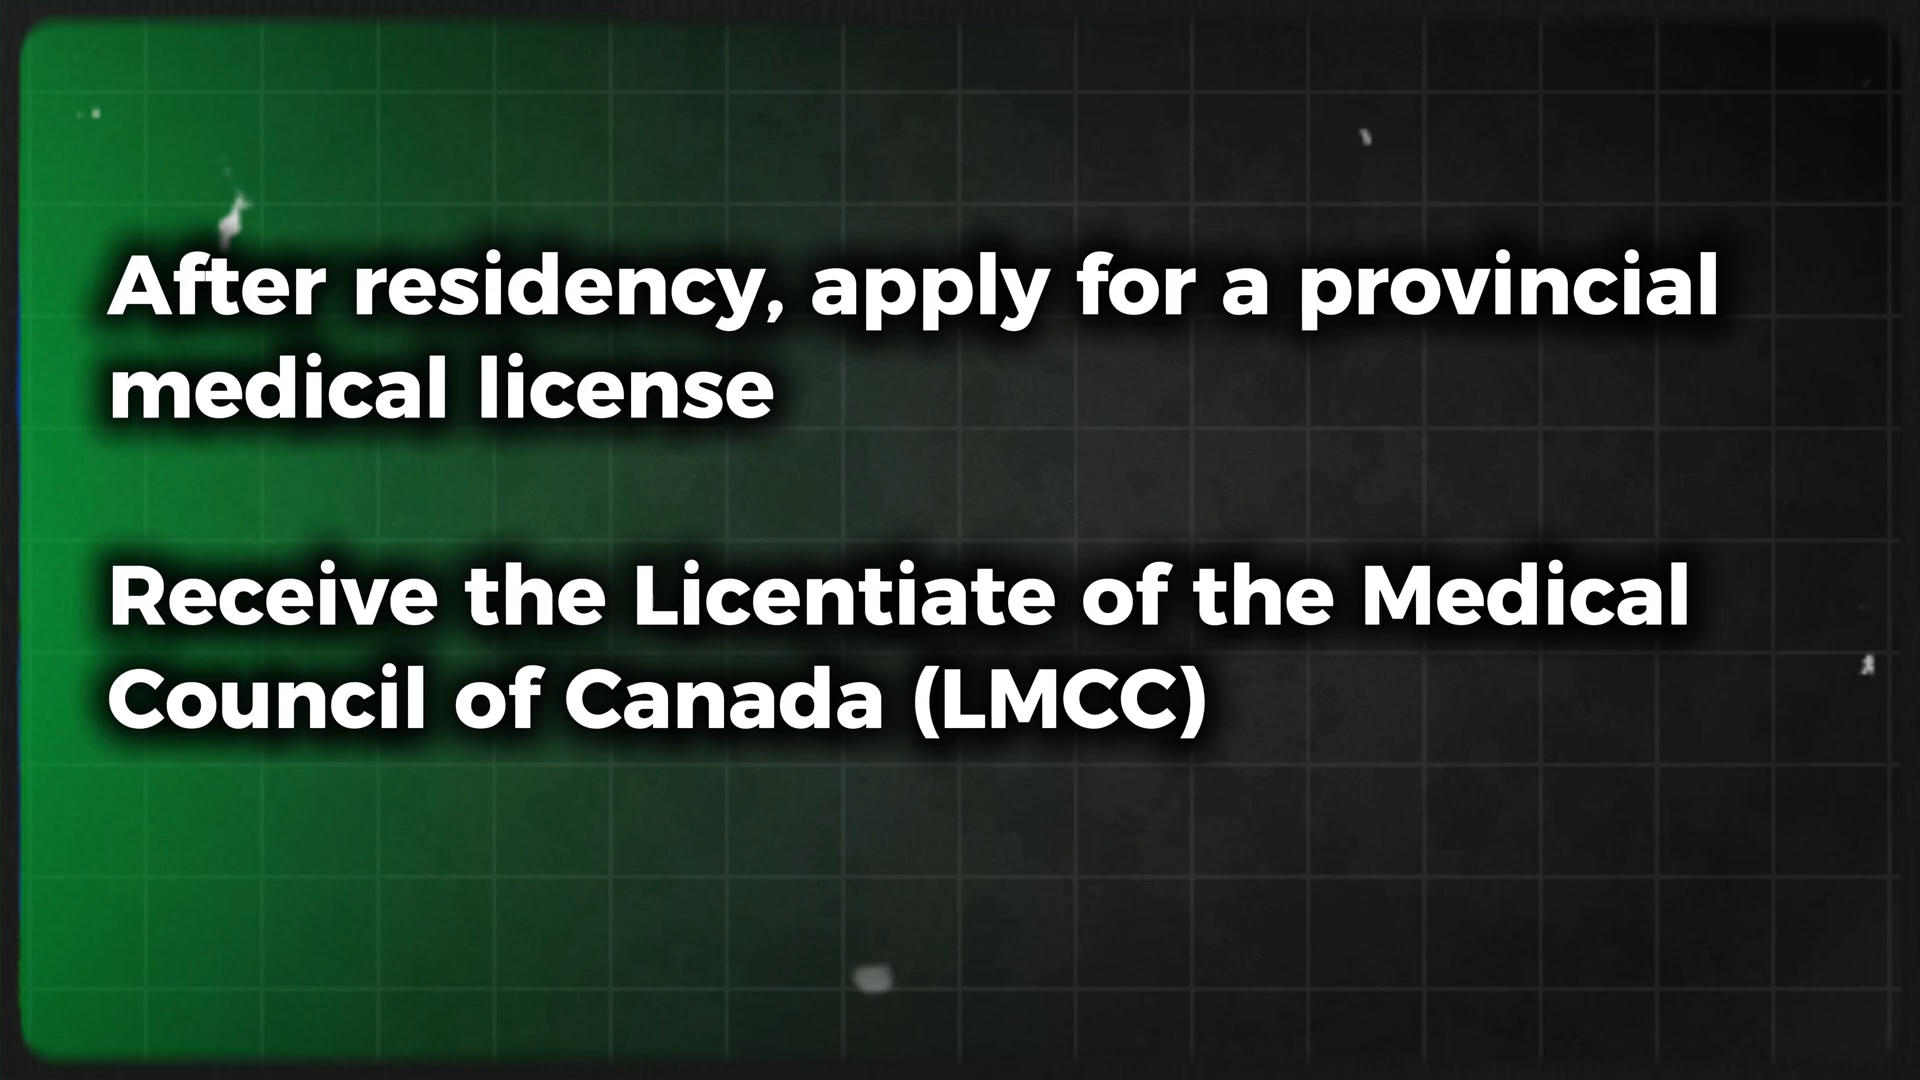 After residency, apply for a provincial
medical license
Receive the Licentiate of the Medical
Council of Canada (LMCC)